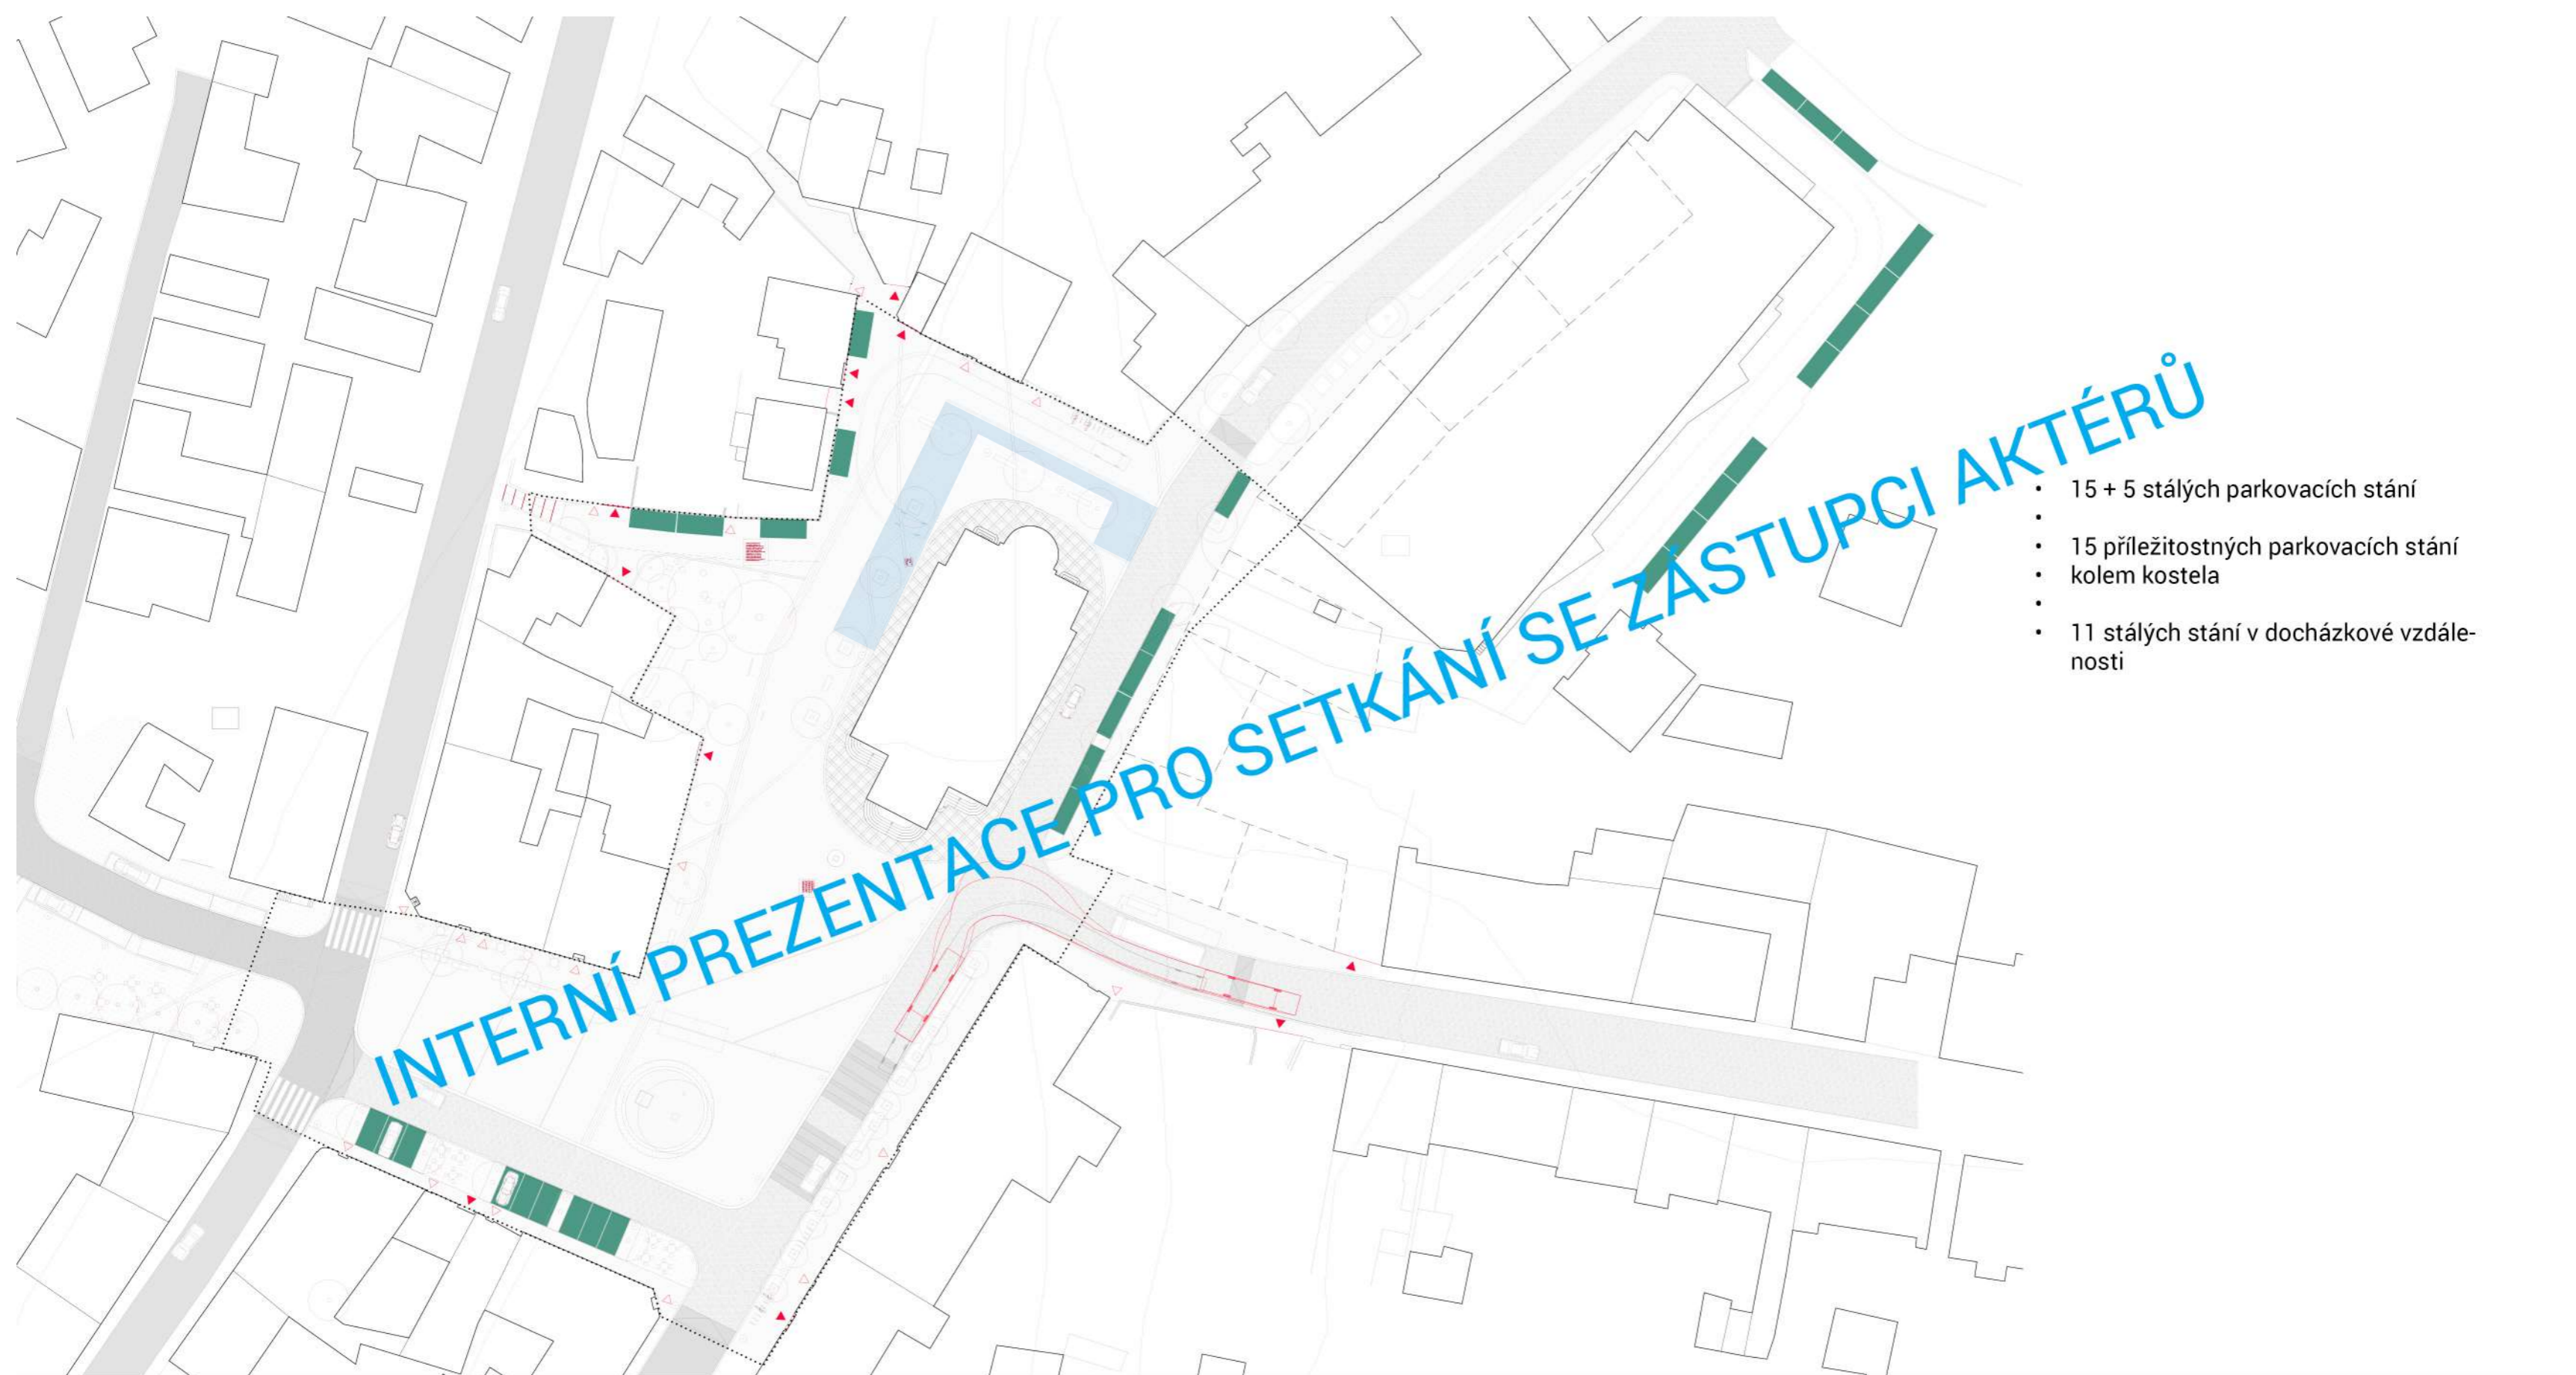 INTERNÍ PREZENTACE PRO SETKÁNÍ SE ZÁSTUPCI AKTÉRŮ
• 15 + 5 stálých parkovacích stání
•
• 15 příležitostných parkovacích stání
• kolem kostela
•
• 11 stálých stání v docházkové vzdále-
nosti